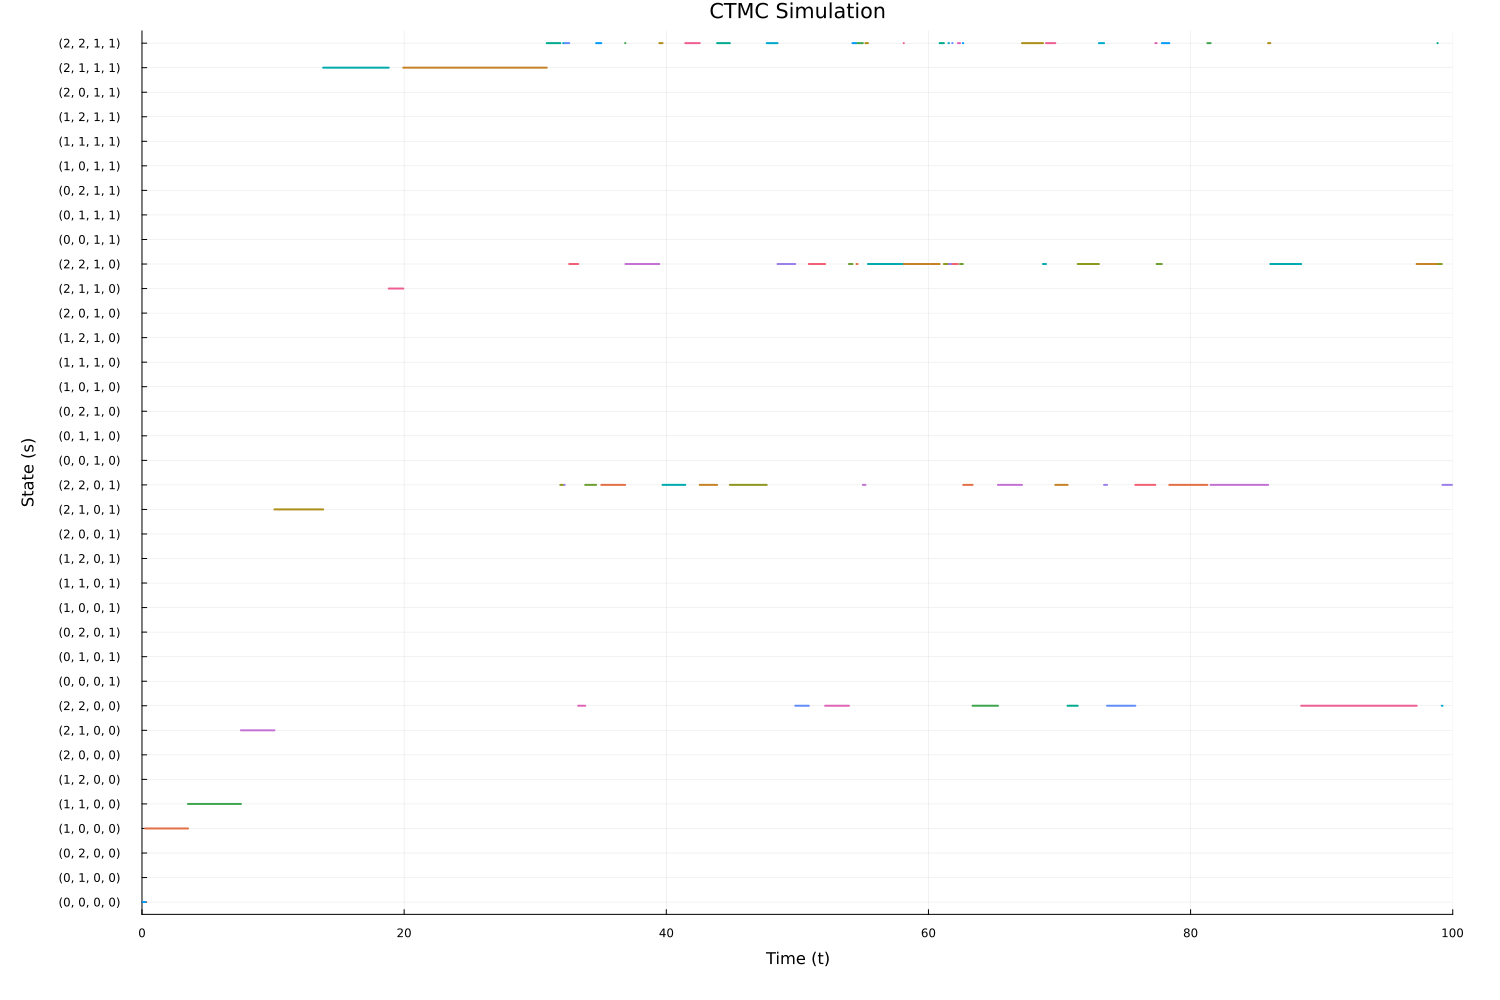 CTMC Simulation
(2, 2, 1, 1)
(2, 1, 1, 1)
(2, 0, 1, 1)
(1, 2, 1, 1)
(1, 1, 1, 1)
(1, 0, 1, 1)
(0, 2, 1, 1)
(0, 1, 1, 1)
(0, 0, 1, 1)
(2, 2, 1, 0)
(2, 1, 1, 0)
(2, 0, 1, 0)
(1, 2, 1, 0)
(1, 1, 1, 0)
(1, 0, 1, 0)
(0, 2, 1, 0)
(0, 1, 1, 0)
(0, 0, 1, 0)
(2, 2, 0, 1)
(2, 1, 0, 1)
(2, 0, 0, 1)
(1, 2, 0, 1)
(1, 1, 0, 1)
(1, 0, 0, 1)
(0, 2, 0, 1)
(0, 1, 0, 1)
(0, 0, 0, 1)
(2, 2, 0, 0)
(2, 1, 0, 0)
(2, 0, 0, 0)
(1, 2, 0, 0)
(1, 1, 0, 0)
(1, 0, 0, 0)
(0, 2, 0, 0)
(0, 1, 0, 0)
(0, 0, 0, 0)
State (s)
0 20 40 60 80 100
Time (t)